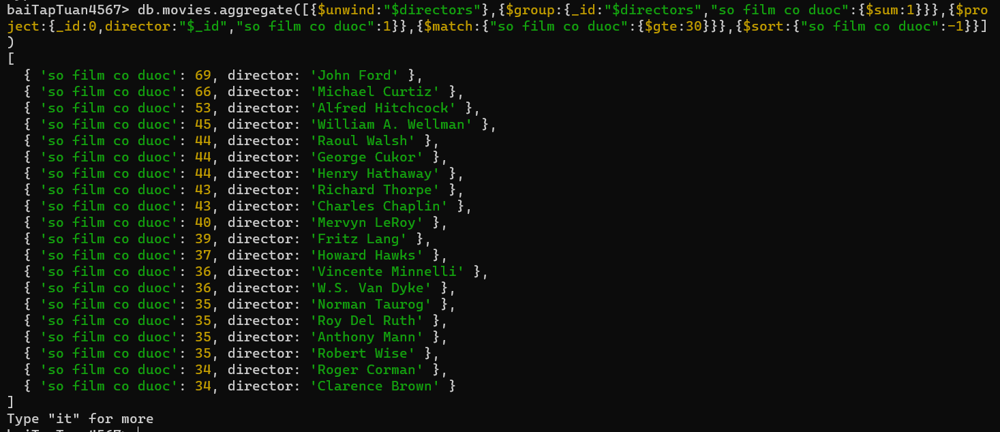 baiTapTuan4567> db.movies.aggregate([{$unwind:"$directors"},{$group:{_id:"$directors","so film co duoc":{$sum:1}}},{$pro
ject:{_id:0,director:"$_id","so film co duoc":1}},{$match:{"so film co duoc":{$gte:30}}},{$sort:{"so film co duoc":-1}}]
)
[
  { 'so film co duoc': 69, director: 'John Ford' },
  { 'so film co duoc': 66, director: 'Michael Curtiz' },
  { 'so film co duoc': 53, director: 'Alfred Hitchcock' },
  { 'so film co duoc': 45, director: 'William A. Wellman' },
  { 'so film co duoc': 44, director: 'Raoul Walsh' },
  { 'so film co duoc': 44, director: 'George Cukor' },
  { 'so film co duoc': 44, director: 'Henry Hathaway' },
  { 'so film co duoc': 43, director: 'Richard Thorpe' },
  { 'so film co duoc': 43, director: 'Charles Chaplin' },
  { 'so film co duoc': 40, director: 'Mervyn LeRoy' },
  { 'so film co duoc': 39, director: 'Fritz Lang' },
  { 'so film co duoc': 37, director: 'Howard Hawks' },
  { 'so film co duoc': 36, director: 'Vincente Minnelli' },
  { 'so film co duoc': 36, director: 'W.S. Van Dyke' },
  { 'so film co duoc': 35, director: 'Norman Taurog' },
  { 'so film co duoc': 35, director: 'Roy Del Ruth' },
  { 'so film co duoc': 35, director: 'Anthony Mann' },
  { 'so film co duoc': 35, director: 'Robert Wise' },
  { 'so film co duoc': 34, director: 'Roger Corman' },
  { 'so film co duoc': 34, director: 'Clarence Brown' }
]
Type "it" for more
baiTapTuan4567>